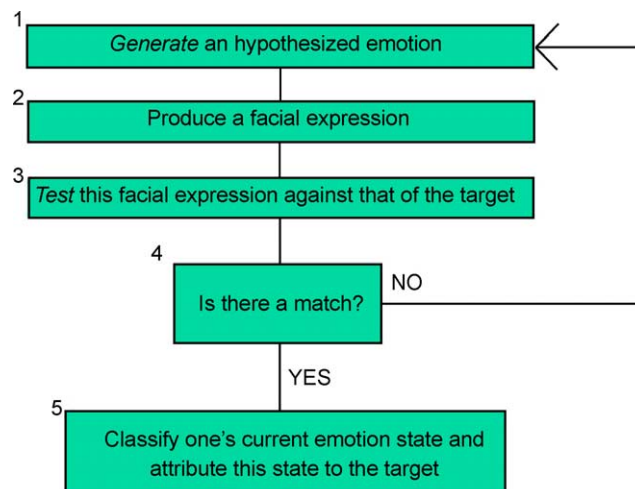 1
Generate an hypothesized emotion
2
Produce a facial expression
3
Test this facial expression against that of the target
4
Is there a match?
NO
YES
5
Classify one's current emotion state and
attribute this state to the target